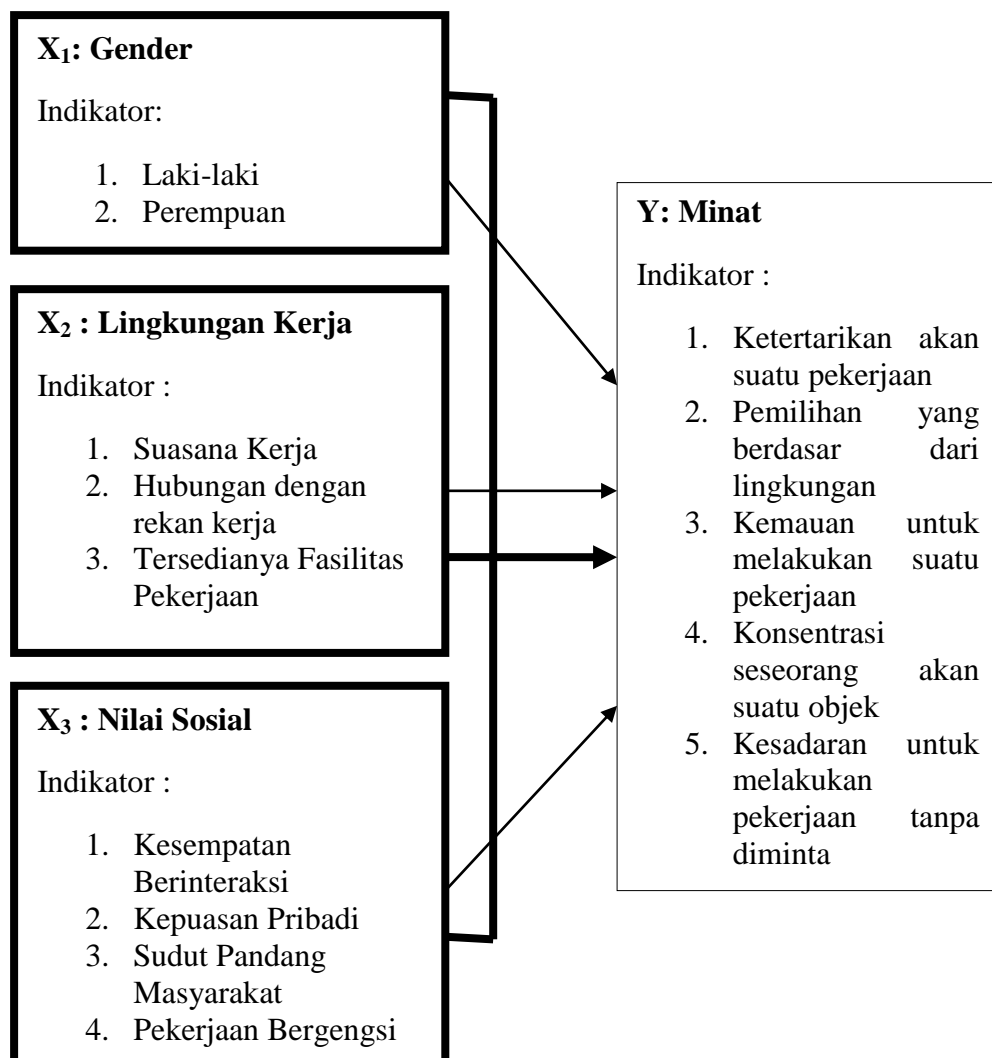 X₁: Gender
Indikator:
1. Laki-laki
2. Perempuan
X₂ : Lingkungan Kerja
Indikator :
1. Suasana Kerja
2. Hubungan dengan
rekan kerja
3. Tersedianya Fasilitas
Pekerjaan
X₃ : Nilai Sosial
Indikator :
1. Kesempatan
Berinteraksi
2. Kepuasan Pribadi
3. Sudut Pandang
Masyarakat
4. Pekerjaan Bergengsi
Y: Minat
Indikator :
1. Ketertarikan akan
suatu pekerjaan
2. Pemilihan yang
berdasar dari
lingkungan
3. Kemauan untuk
melakukan suatu
pekerjaan
4. Konsentrasi
seseorang akan
suatu objek
5. Kesadaran untuk
melakukan
pekerjaan tanpa
diminta